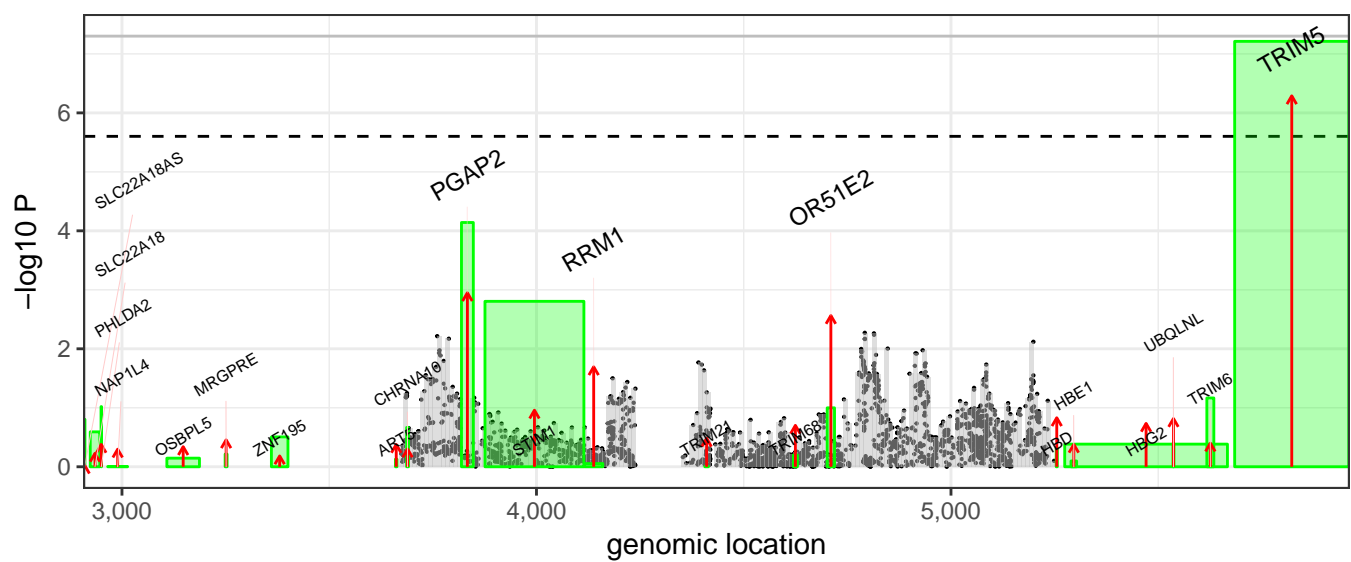 −log10 P
6
4
2
0
SLC22A18AS
SLC22A18
PHLDA2
NAP1L4
OSBPL5
MRGPRE
ZNF195
CHRNA10
ART5
PGAP2
STIM1
RRM1
TRIM21
TRIM68
OR51E2
HBD
HBE1
HBG2
UBQLNL
TRIM6
TRIM5
3,000
4,000
5,000
genomic location